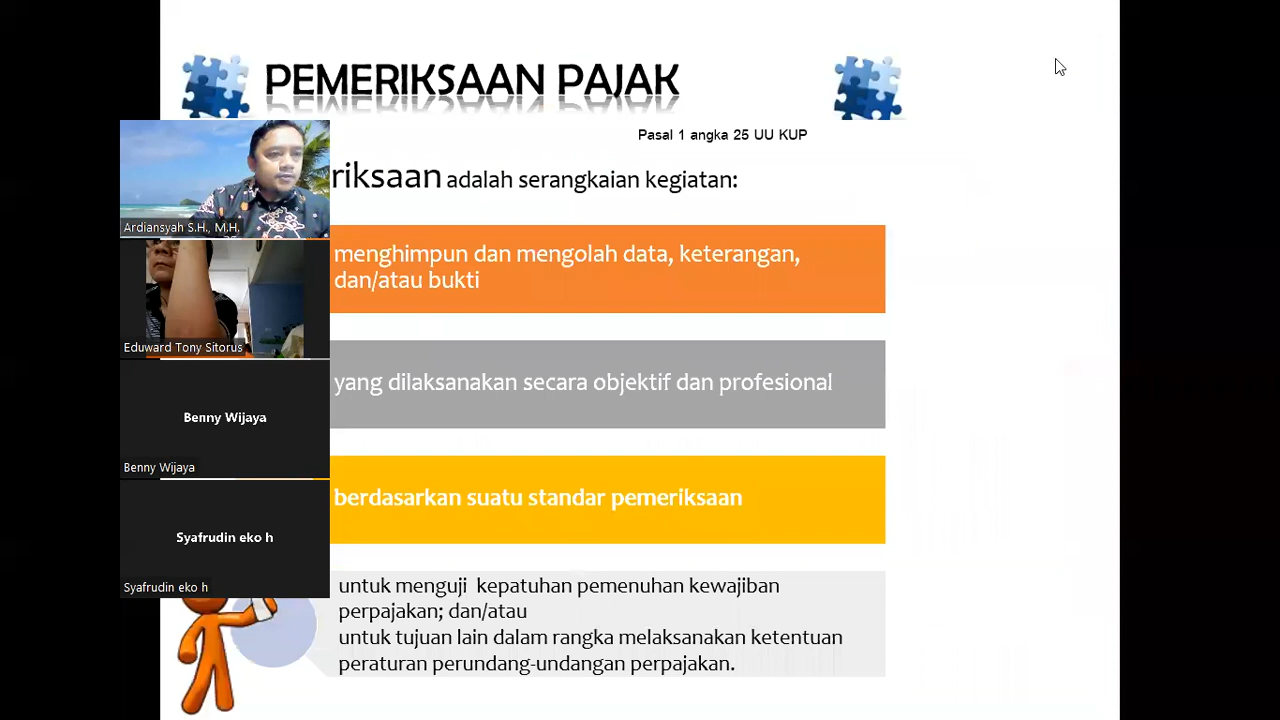 PEMERIKSAAN PAJAK
Pasal 1 angka 25 UU KUP
riksaan adalah serangkaian kegiatan:
menghimpun dan mengolah data, keterangan,
dan/atau bukti
yang dilaksanakan secara objektif dan profesional
berdasarkan suatu standar pemeriksaan
untuk menguji  kepatuhan pemenuhan kewajiban
perpajakan; dan/atau
untuk tujuan lain dalam rangka melaksanakan ketentuan
peraturan perundang-undangan perpajakan.
Ardiansyah S.H., M.H.
Eduward Tony Sitorus
Benny Wijaya
Benny Wijaya
Syafrudin eko h
Syafrudin eko h